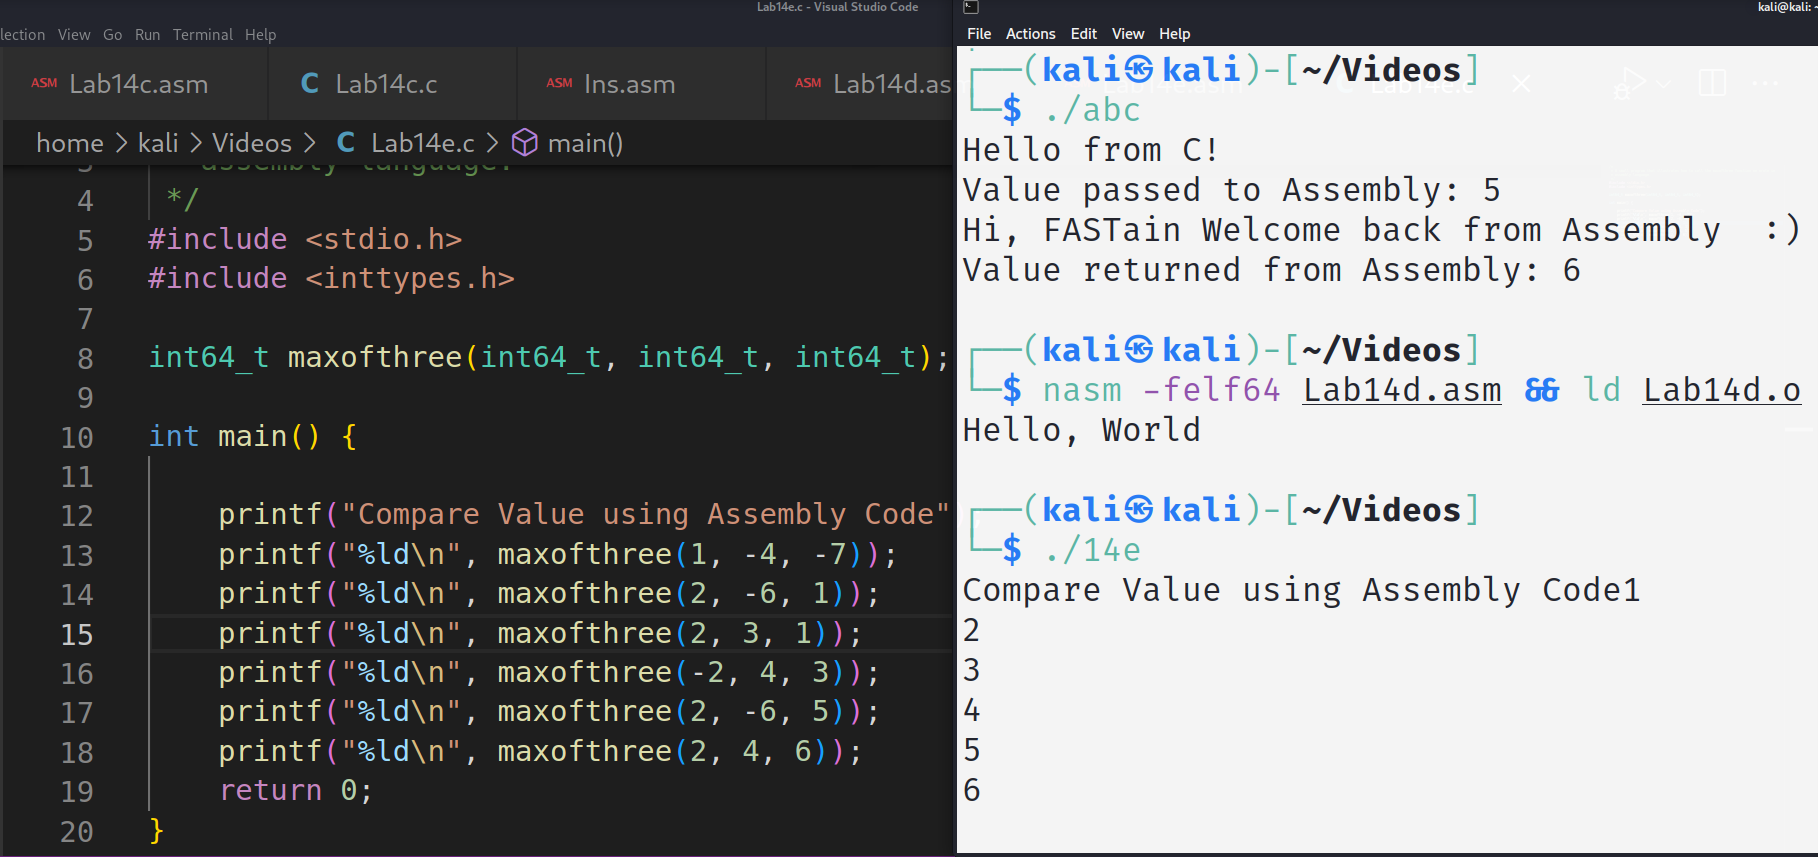 Lab14e.c - Visual Studio Code
lection View Go Run Terminal Help
ASM Lab14c.asm C Lab14c.c ASM Ins.asm ASM Lab14d.as
home > kali > Videos > C Lab14e.c > main()
3 assembly language.
4 */
5 #include <stdio.h>
6 #include <inttypes.h>
7
8 int64_t maxofthree(int64_t, int64_t, int64_t);
9
10 int main() {
11
12 printf("Compare Value using Assembly Code"
13 printf("%ld\n", maxofthree(1, -4, -7));
14 printf("%ld\n", maxofthree(2, -6, 1));
15 printf("%ld\n", maxofthree(2, 3, 1));
16 printf("%ld\n", maxofthree(-2, 4, 3));
17 printf("%ld\n", maxofthree(2, -6, 5));
18 printf("%ld\n", maxofthree(2, 4, 6));
19 return 0;
20 }
kali@kali: ~
File Actions Edit View Help
┌──(kali㉿kali)-[~/Videos]
└─$ ./abc
Hello from C!
Value passed to Assembly: 5
Hi, FASTain Welcome back from Assembly  :)
Value returned from Assembly: 6
┌──(kali㉿kali)-[~/Videos]
└─$ nasm -felf64 Lab14d.asm && ld Lab14d.o
Hello, World
┌──(kali㉿kali)-[~/Videos]
└─$ ./14e
Compare Value using Assembly Code1
2
3
4
5
6